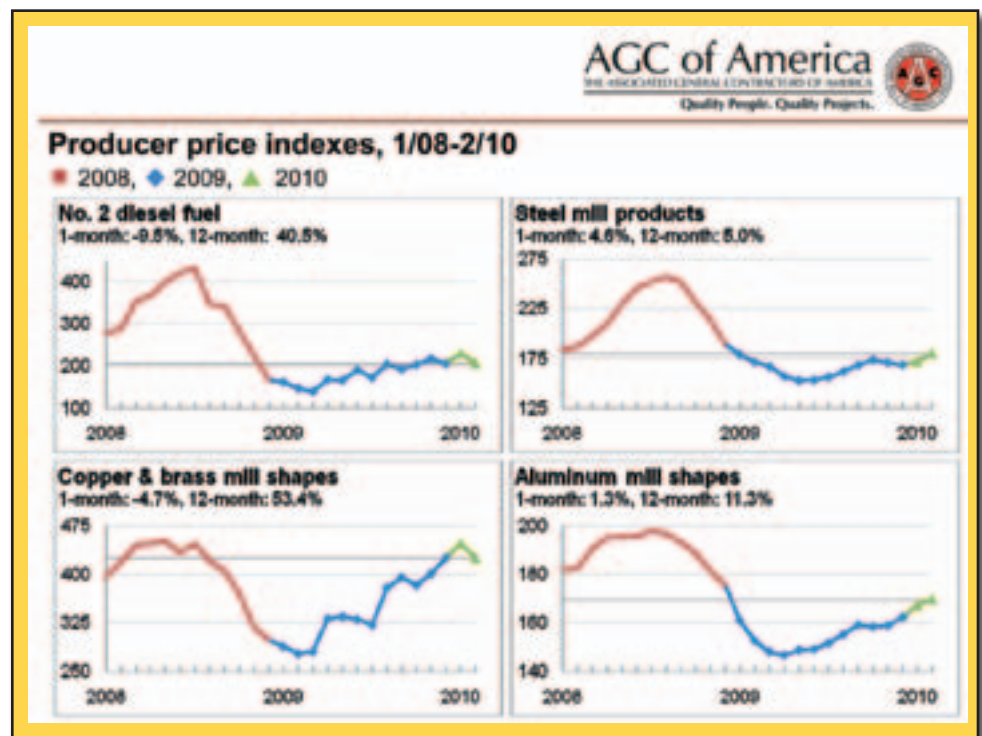 AGC of America
THE ASSOCIATED GENERAL CONTRACTORS OF AMERICA
Quality People. Quality Projects.
A G C
Producer price indexes, 1/08-2/10
2008, 2009, 2010
No. 2 diesel fuel
1-month: -9.5%, 12-month: 40.5%
400
300
200
100
2008 2009 2010
Steel mill products
1-month: 4.6%, 12-month: 5.0%
275
225
175
125
2008 2009 2010
Copper & brass mill shapes
1-month: -4.7%, 12-month: 53.4%
475
400
325
250
2008 2009 2010
Aluminum mill shapes
1-month: 1.3%, 12-month: 11.3%
200
180
160
140
2008 2009 2010